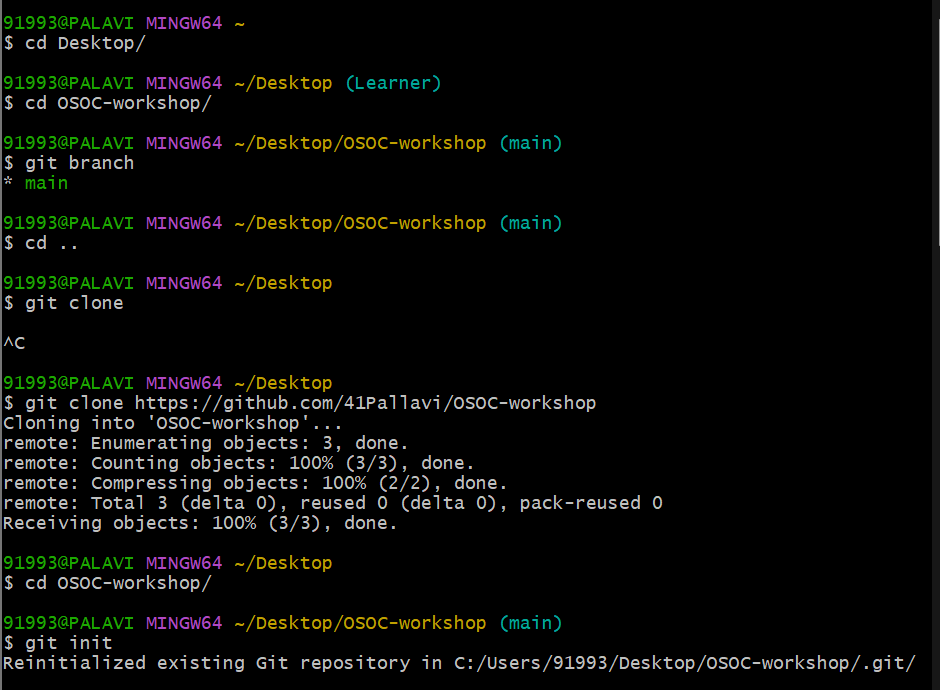 91993@PALAVI MINGW64 ~
$ cd Desktop/
91993@PALAVI MINGW64 ~/Desktop (Learner)
$ cd OSOC-workshop/
91993@PALAVI MINGW64 ~/Desktop/OSOC-workshop (main)
$ git branch
* main
91993@PALAVI MINGW64 ~/Desktop/OSOC-workshop (main)
$ cd ..
91993@PALAVI MINGW64 ~/Desktop
$ git clone
^C
91993@PALAVI MINGW64 ~/Desktop
$ git clone https://github.com/41Pallavi/OSOC-workshop
Cloning into 'OSOC-workshop'...
remote: Enumerating objects: 3, done.
remote: Counting objects: 100% (3/3), done.
remote: Compressing objects: 100% (2/2), done.
remote: Total 3 (delta 0), reused 0 (delta 0), pack-reused 0
Receiving objects: 100% (3/3), done.
91993@PALAVI MINGW64 ~/Desktop
$ cd OSOC-workshop/
91993@PALAVI MINGW64 ~/Desktop/OSOC-workshop (main)
$ git init
Reinitialized existing Git repository in C:/Users/91993/Desktop/OSOC-workshop/.git/